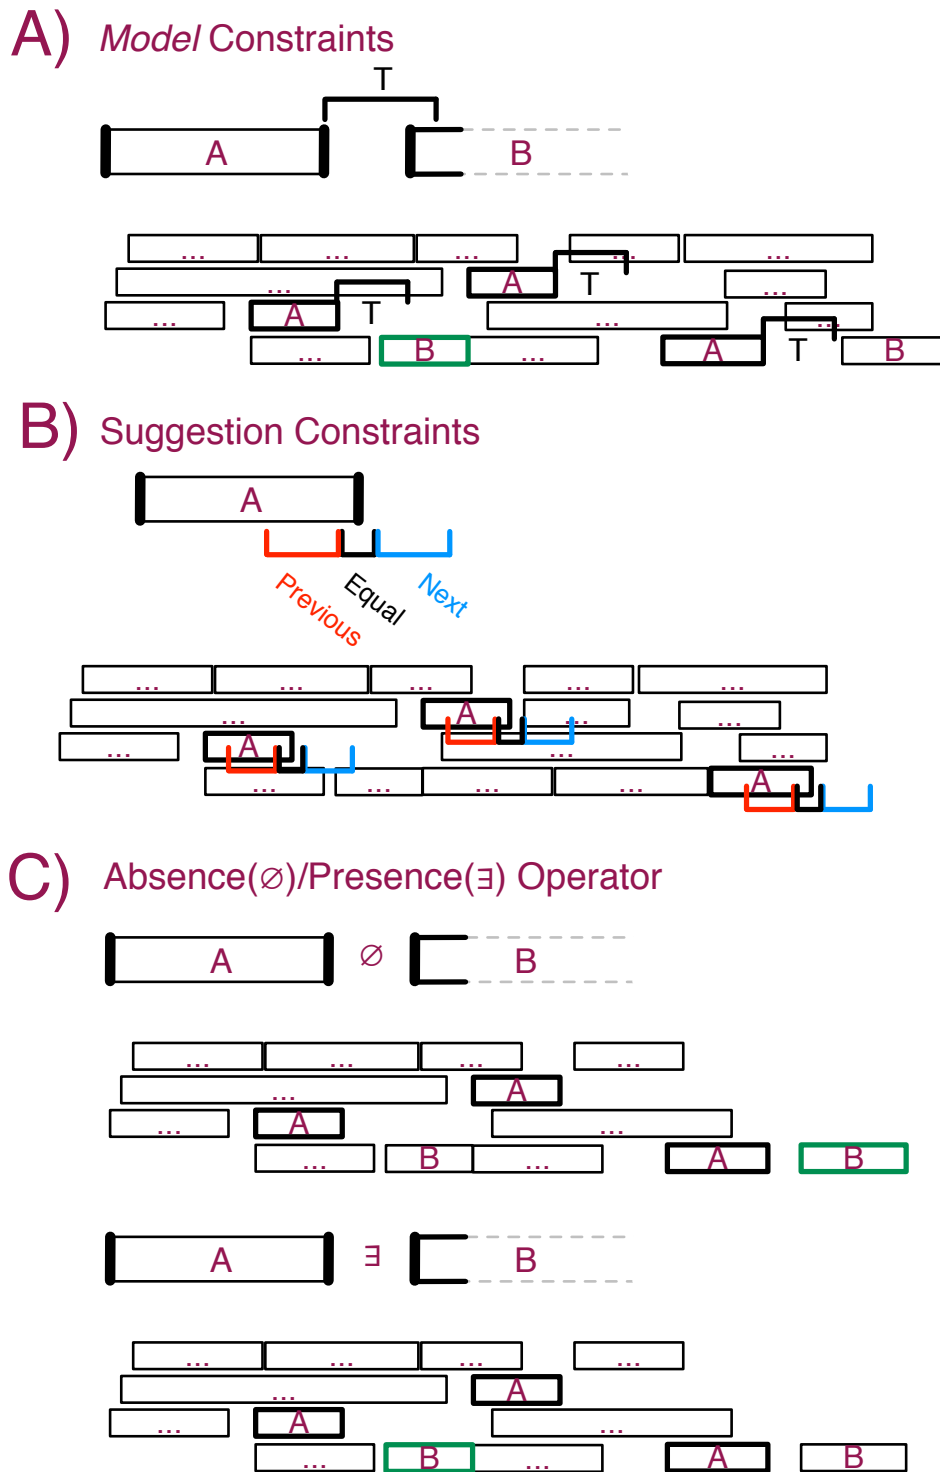 A) Model Constraints
T
A B
... ... ... ... ...
... A T ...
... A T ... ...
... B ... A T B
B) Suggestion Constraints
A
Previous Equal Next
... ... ... ... ...
... A ... ...
... A ... ...
... ... ... ... A
C) Absence(∅)/Presence(∃) Operator
A ∅ B
... ... ... ...
... A
... A ...
... B ... A B
A ∃ B
... ... ... ...
... A
... A ...
... B ... A B